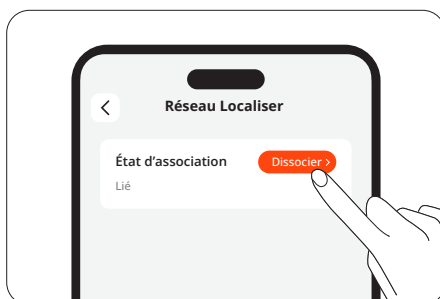 Réseau Localiser
État d’association
Dissocier
Lié